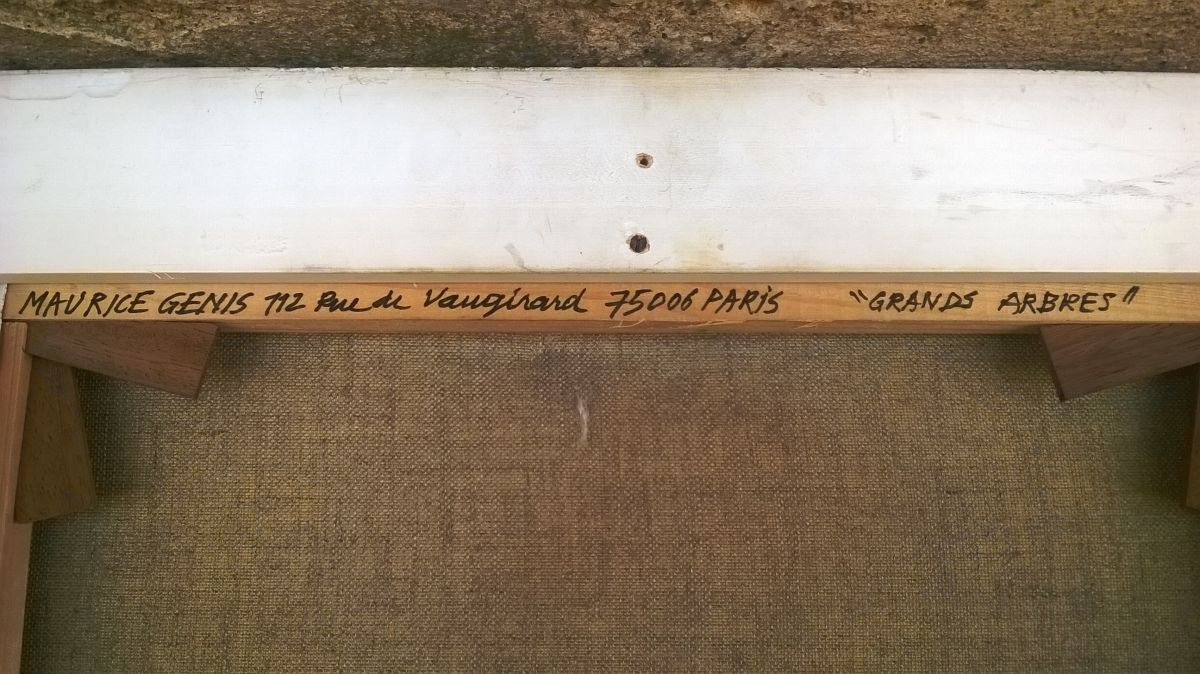 MAURICE GENIS 112 Rue de Vaugirard 75006 PARiS "GRANDS ARBRES"